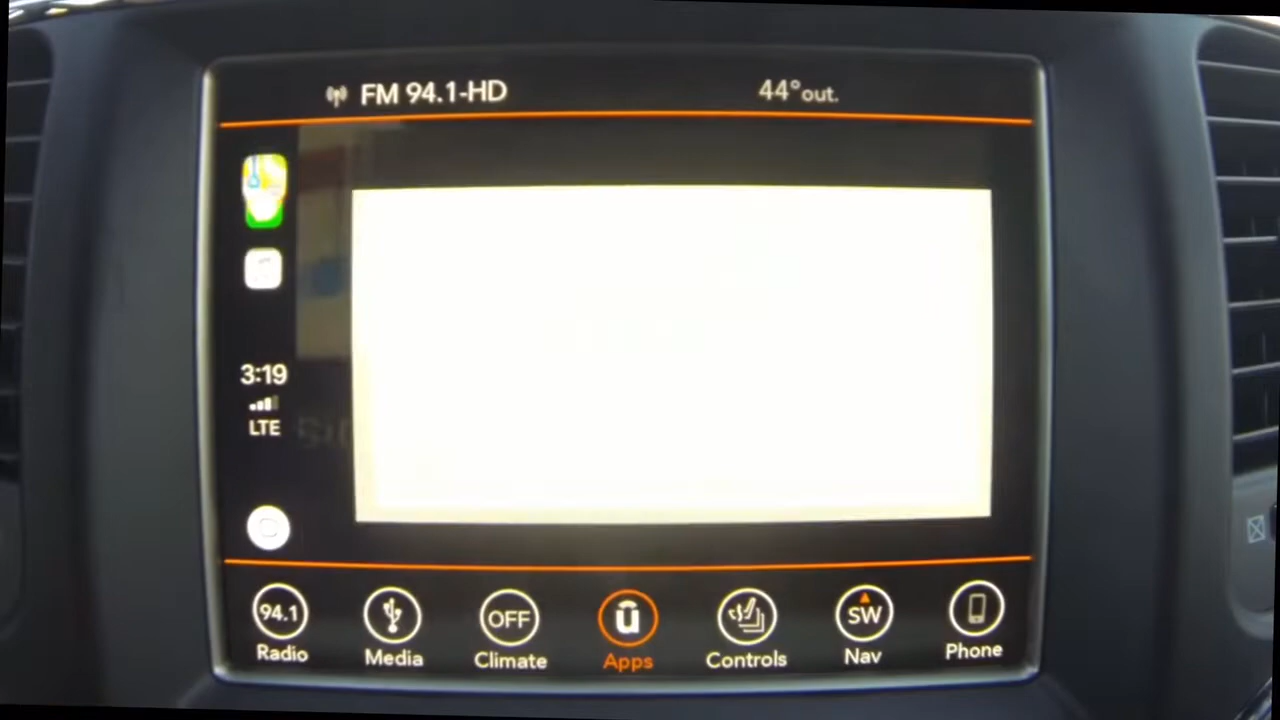 FM 94.1-HD
44°out.
3:19
LTE
94.1
OFF
SW
Radio
Media
Climate
Apps
Controls
Nav
Phone